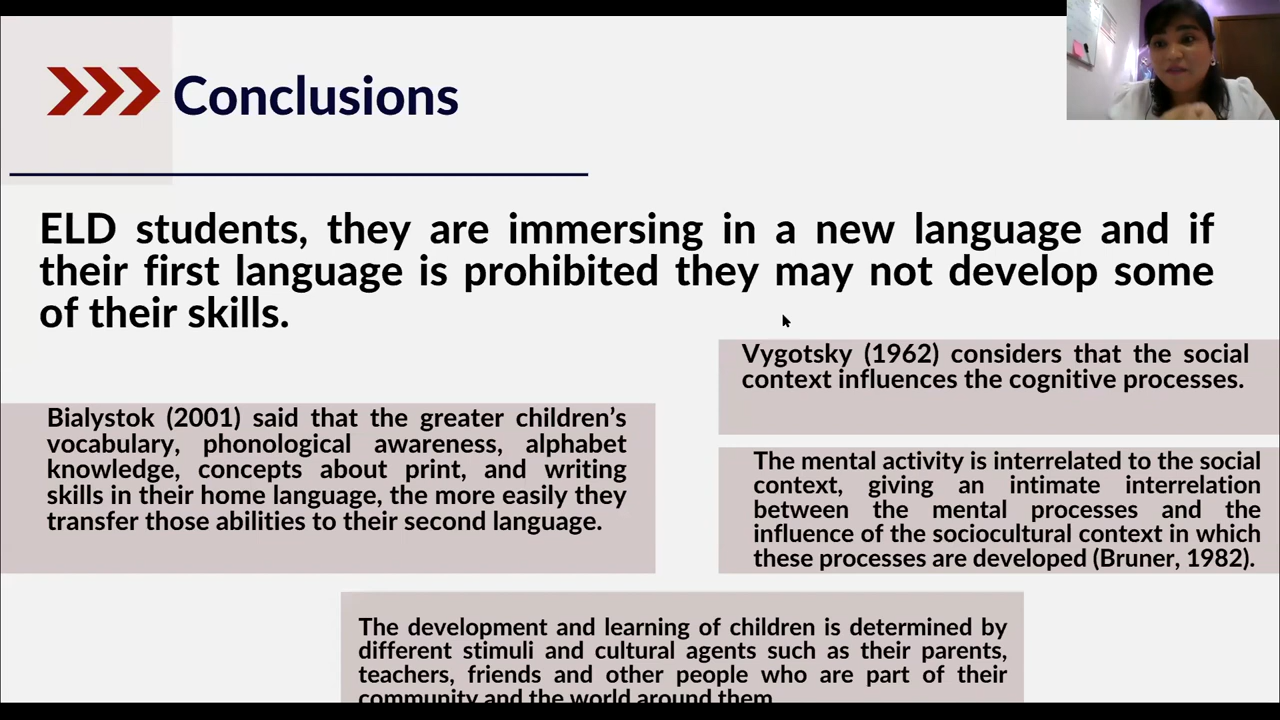 Conclusions
ELD students, they are immersing in a new language and if
their first language is prohibited they may not develop some
of their skills.
Vygotsky (1962) considers that the social
context influences the cognitive processes.
Bialystok (2001) said that the greater children’s
vocabulary, phonological awareness, alphabet
knowledge, concepts about print, and writing
skills in their home language, the more easily they
transfer those abilities to their second language.
The mental activity is interrelated to the social
context, giving an intimate interrelation
between the mental processes and the
influence of the sociocultural context in which
these processes are developed (Bruner, 1982).
The development and learning of children is determined by
different stimuli and cultural agents such as their parents,
teachers, friends and other people who are part of their
community and the world around them